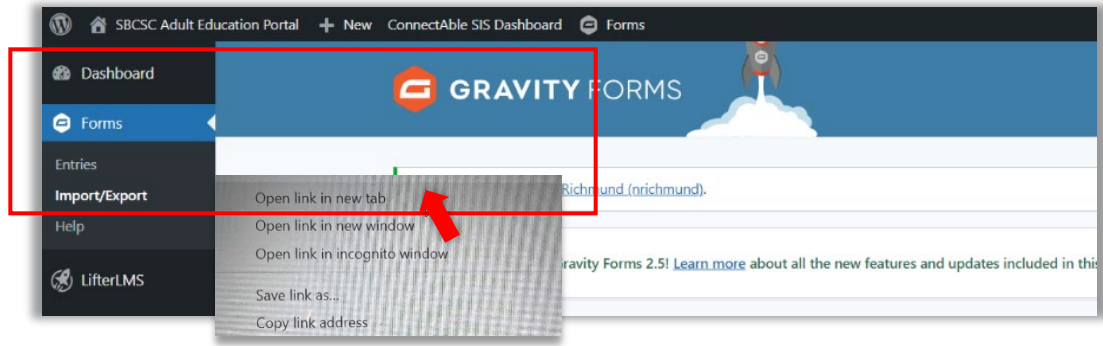 SBCSC Adult Education Portal + New ConnectAble SIS Dashboard Forms
Dashboard
GRAVITY FORMS
Forms
Entries
Import/Export
Richmund (nrichmund).
Help
ravity Forms 2.5! Learn more about all the new features and updates included in this
LifterLMS
Open link in new tab
Open link in new window
Open link in incognito window
Save link as...
Copy link address